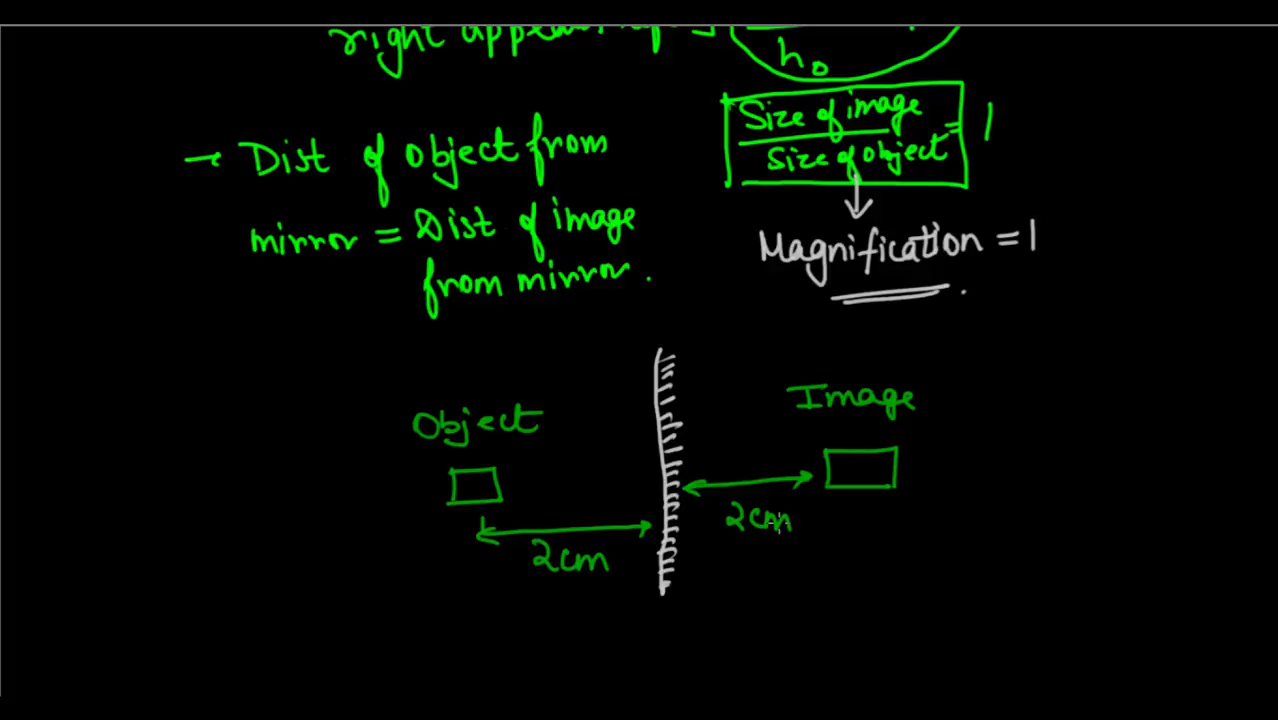 right
h₀
Size of image
Size of object
= 1
→ Dist of object from
mirror = Dist of image
from mirror.
Magnification = 1
Object
Image
2cm
2cm